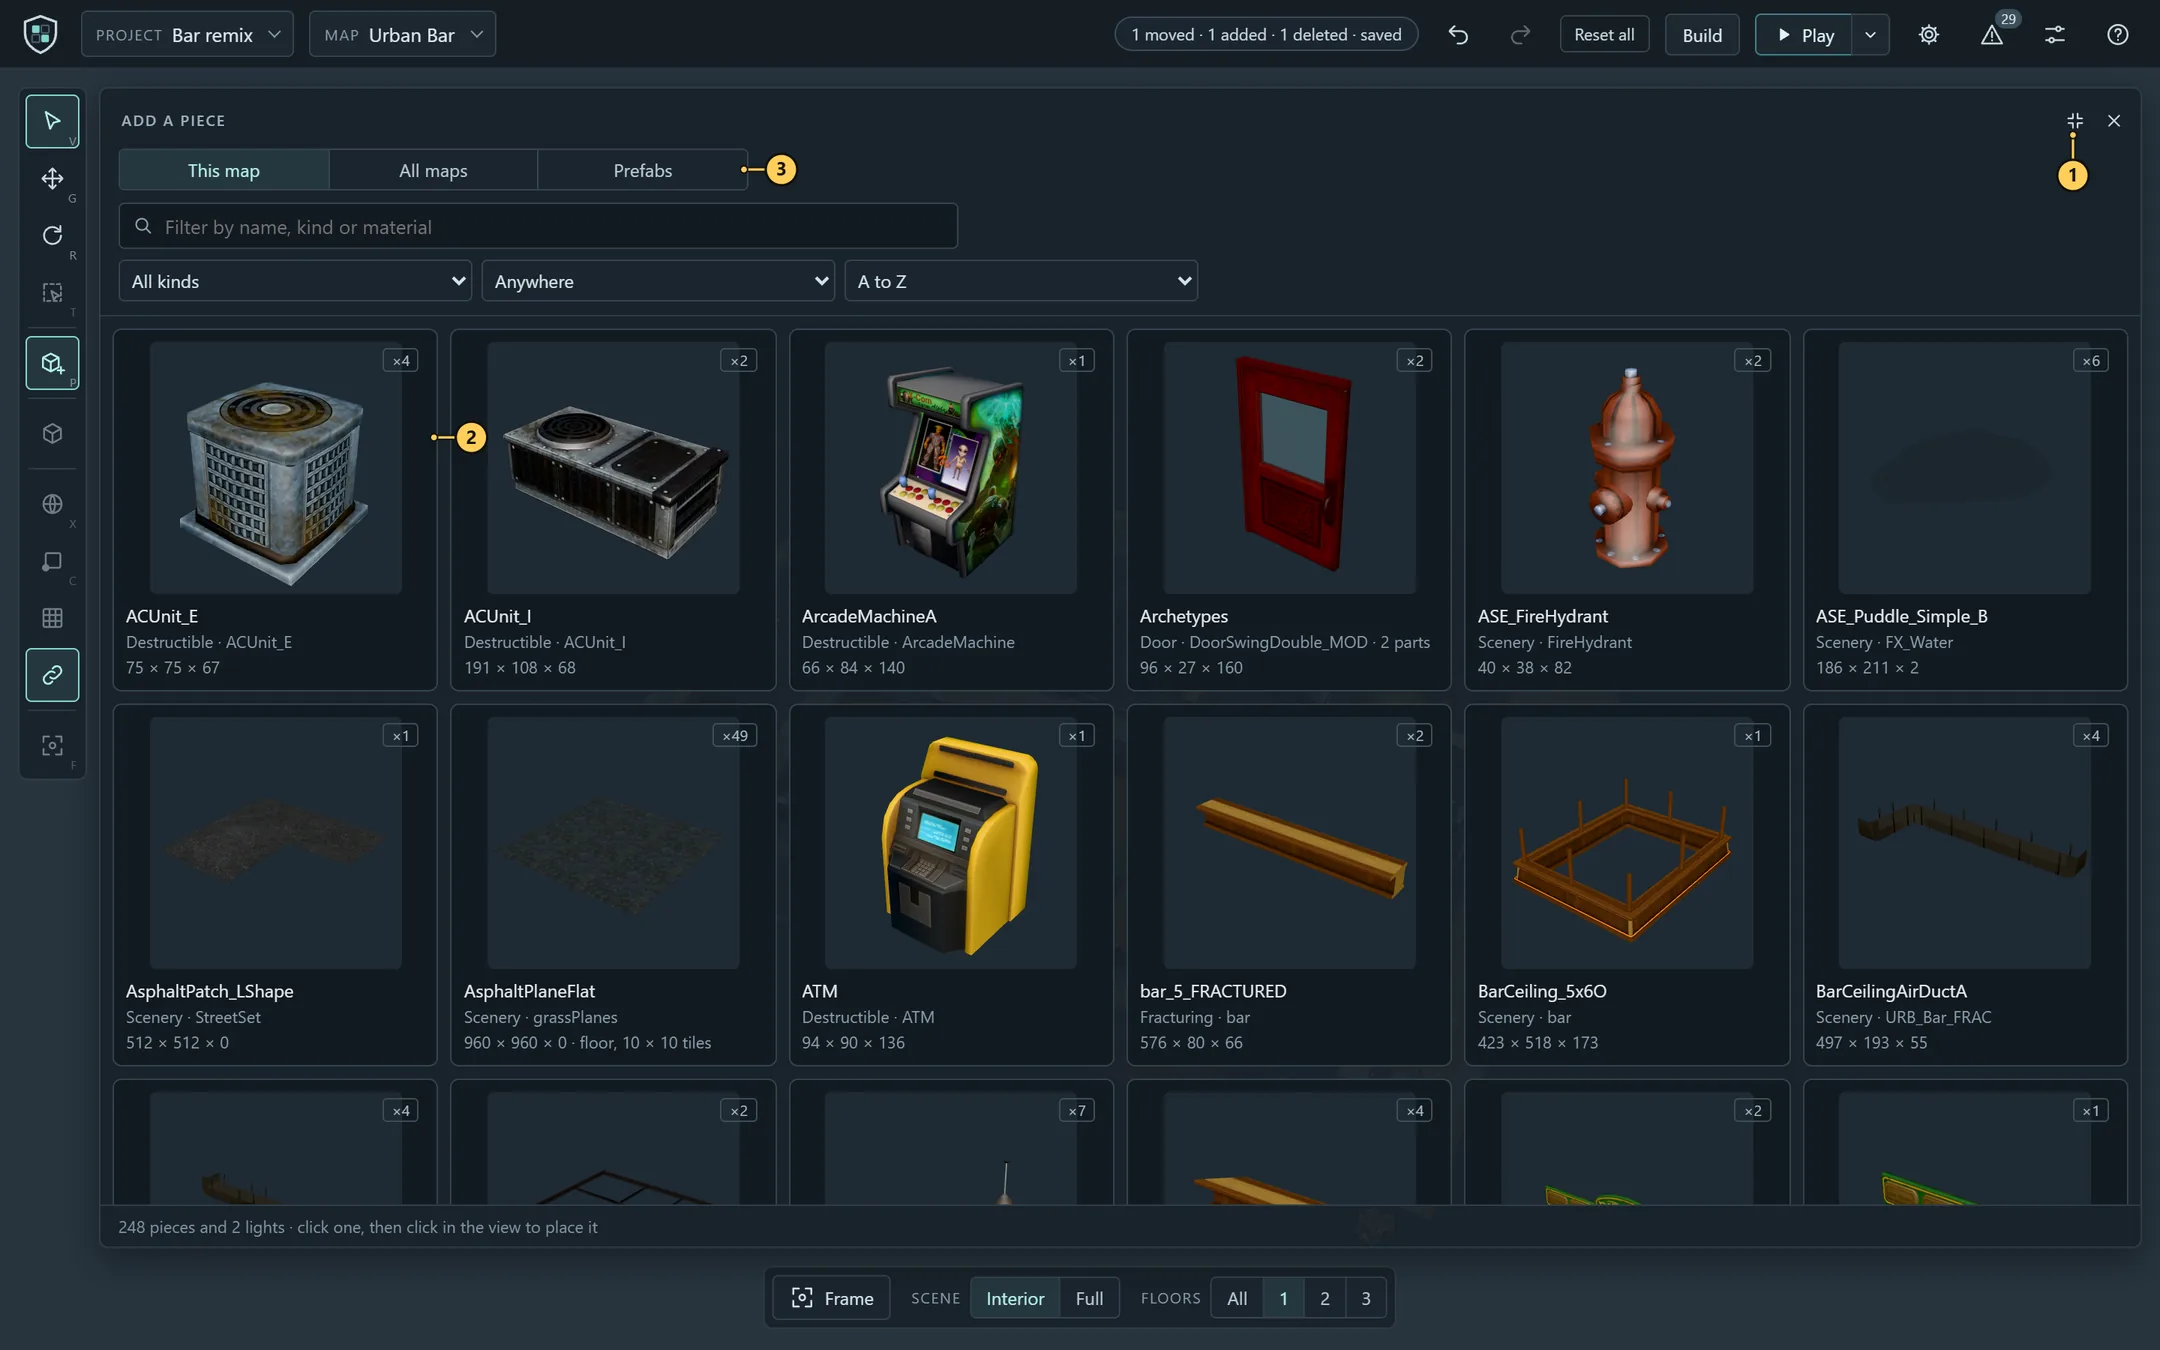 PROJECT Bar remix
MAP Urban Bar
1 moved · 1 added · 1 deleted · saved
Reset all
Build
Play
29
V
G
R
T
P
X
C
F
ADD A PIECE
1
This map
All maps
Prefabs
3
Filter by name, kind or material
All kinds
Anywhere
A to Z
×4
2
ACUnit_E
Destructible · ACUnit_E
75 × 75 × 67
×2
ACUnit_I
Destructible · ACUnit_I
191 × 108 × 68
×1
ArcadeMachineA
Destructible · ArcadeMachine
66 × 84 × 140
×2
Archetypes
Door · DoorSwingDouble_MOD · 2 parts
96 × 27 × 160
×2
ASE_FireHydrant
Scenery · FireHydrant
40 × 38 × 82
×6
ASE_Puddle_Simple_B
Scenery · FX_Water
186 × 211 × 2
×1
AsphaltPatch_LShape
Scenery · StreetSet
512 × 512 × 0
×49
AsphaltPlaneFlat
Scenery · grassPlanes
960 × 960 × 0 · floor, 10 × 10 tiles
×1
ATM
Destructible · ATM
94 × 90 × 136
×2
bar_5_FRACTURED
Fracturing · bar
576 × 80 × 66
×1
BarCeiling_5x6O
Scenery · bar
423 × 518 × 173
×4
BarCeilingAirDuctA
Scenery · URB_Bar_FRAC
497 × 193 × 55
×4
×2
×7
×4
×2
×1
248 pieces and 2 lights · click one, then click in the view to place it
Frame
SCENE
Interior
Full
FLOORS
All
1
2
3